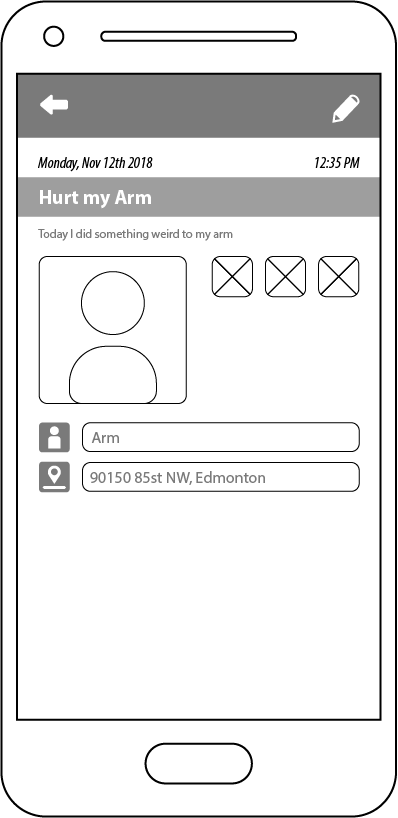 Monday, Nov 12th 2018 12:35 PM
Hurt my Arm
Today I did something weird to my arm
Arm
90150 85st NW, Edmonton